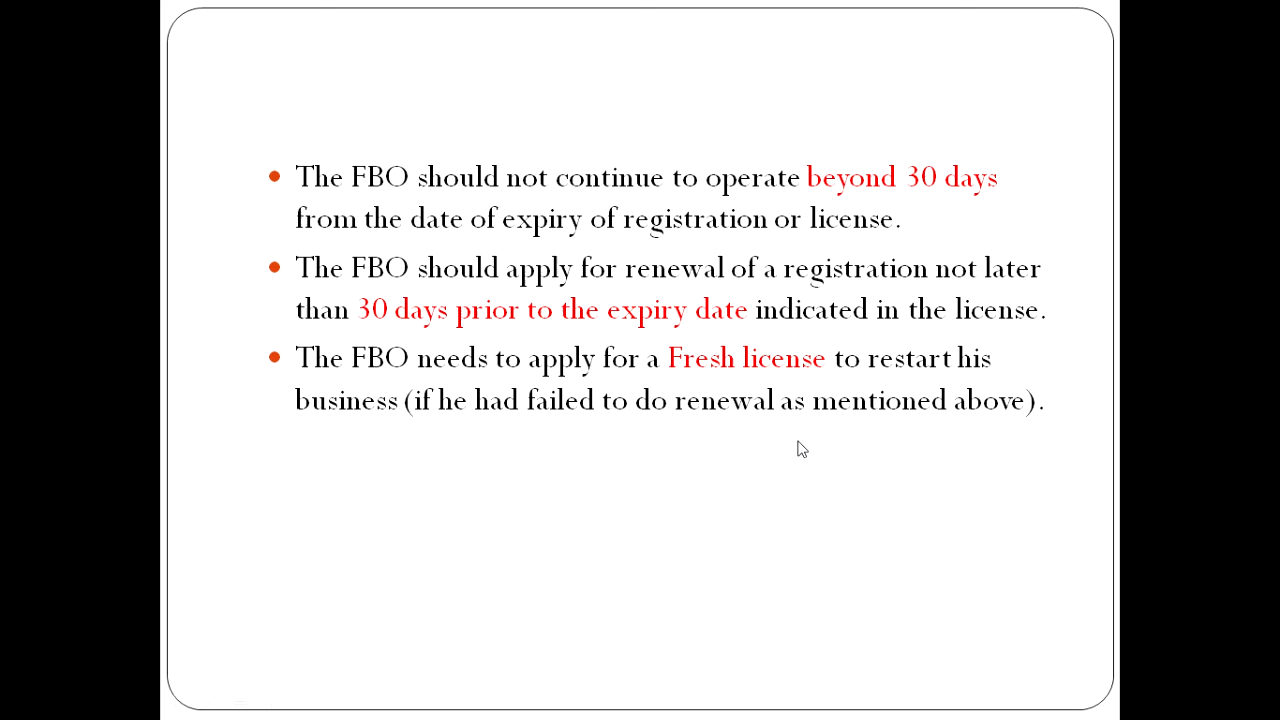 The FBO should not continue to operate beyond 30 days
from the date of expiry of registration or license.
The FBO should apply for renewal of a registration not later
than 30 days prior to the expiry date indicated in the license.
The FBO needs to apply for a Fresh license to restart his
business (if he had failed to do renewal as mentioned above).